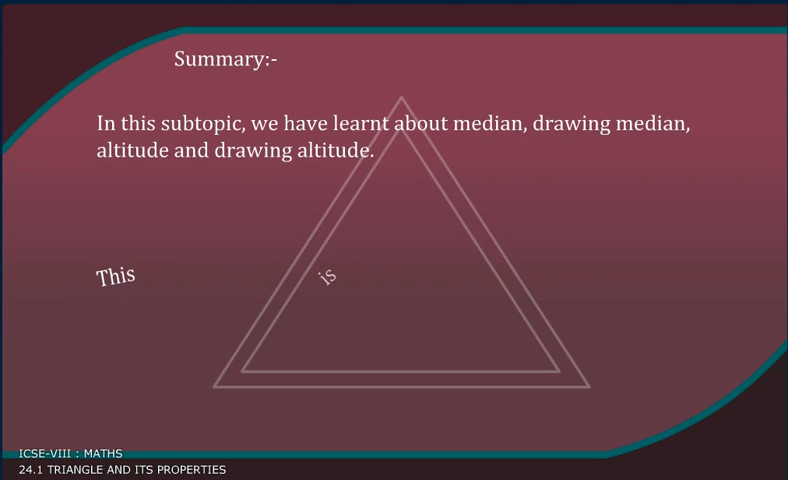 Summary:-
In this subtopic, we have learnt about median, drawing median,
altitude and drawing altitude.
This is
ICSE-VIII : MATHS
24.1 TRIANGLE AND ITS PROPERTIES